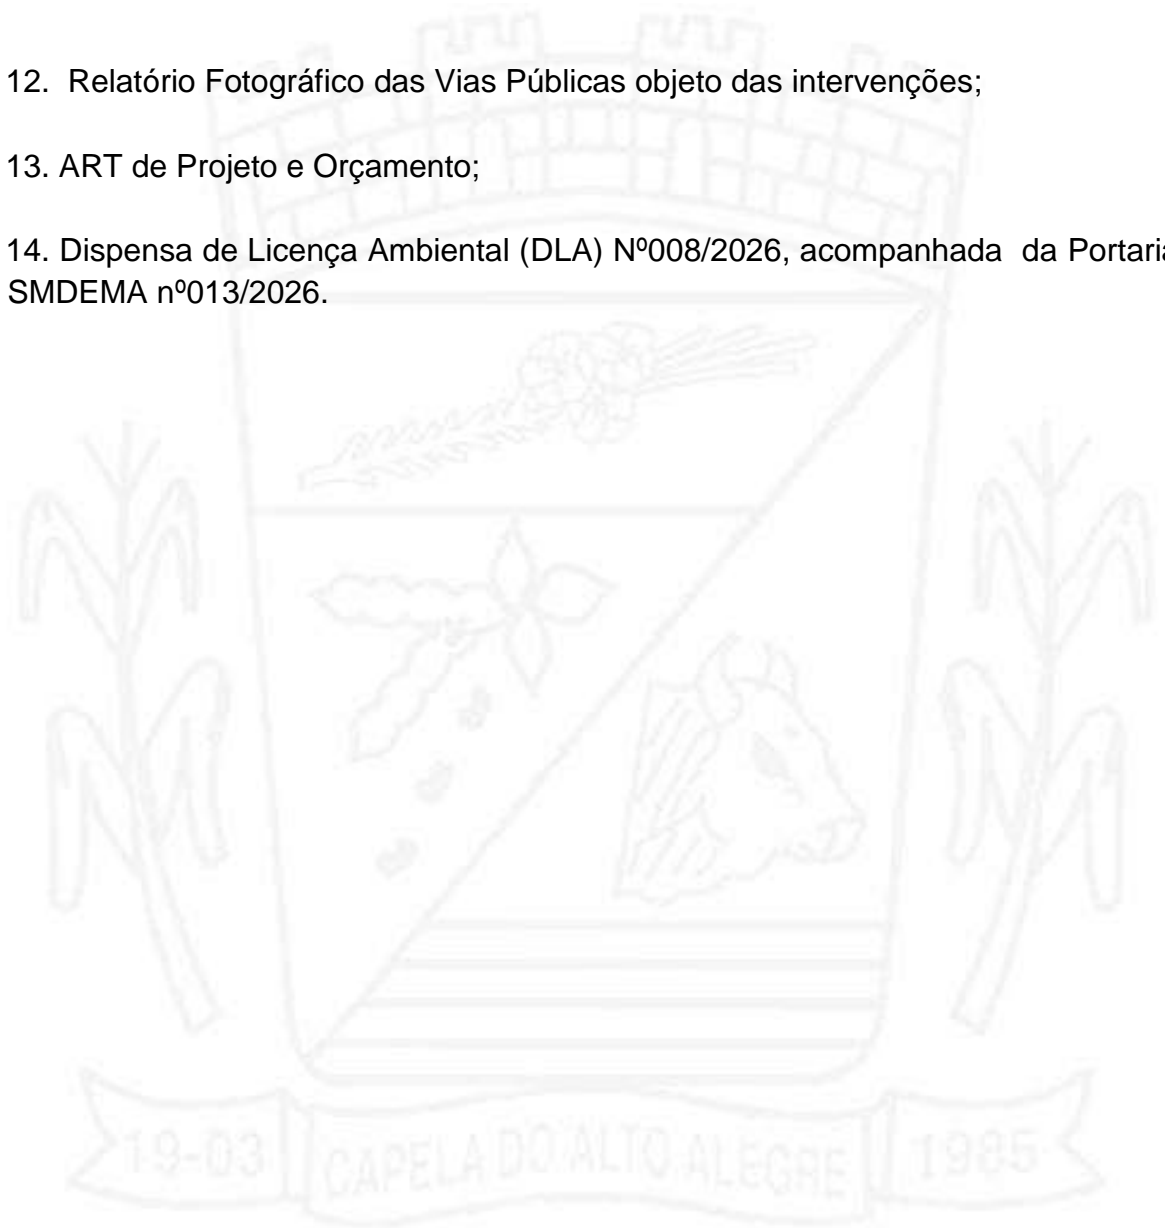 12. Relatório Fotográfico das Vias Públicas objeto das intervenções;
13. ART de Projeto e Orçamento;
14. Dispensa de Licença Ambiental (DLA) Nº008/2026, acompanhada da Portaria
SMDEMA nº013/2026.
19-03 CAPELA DO ALTO ALEGRE 1985